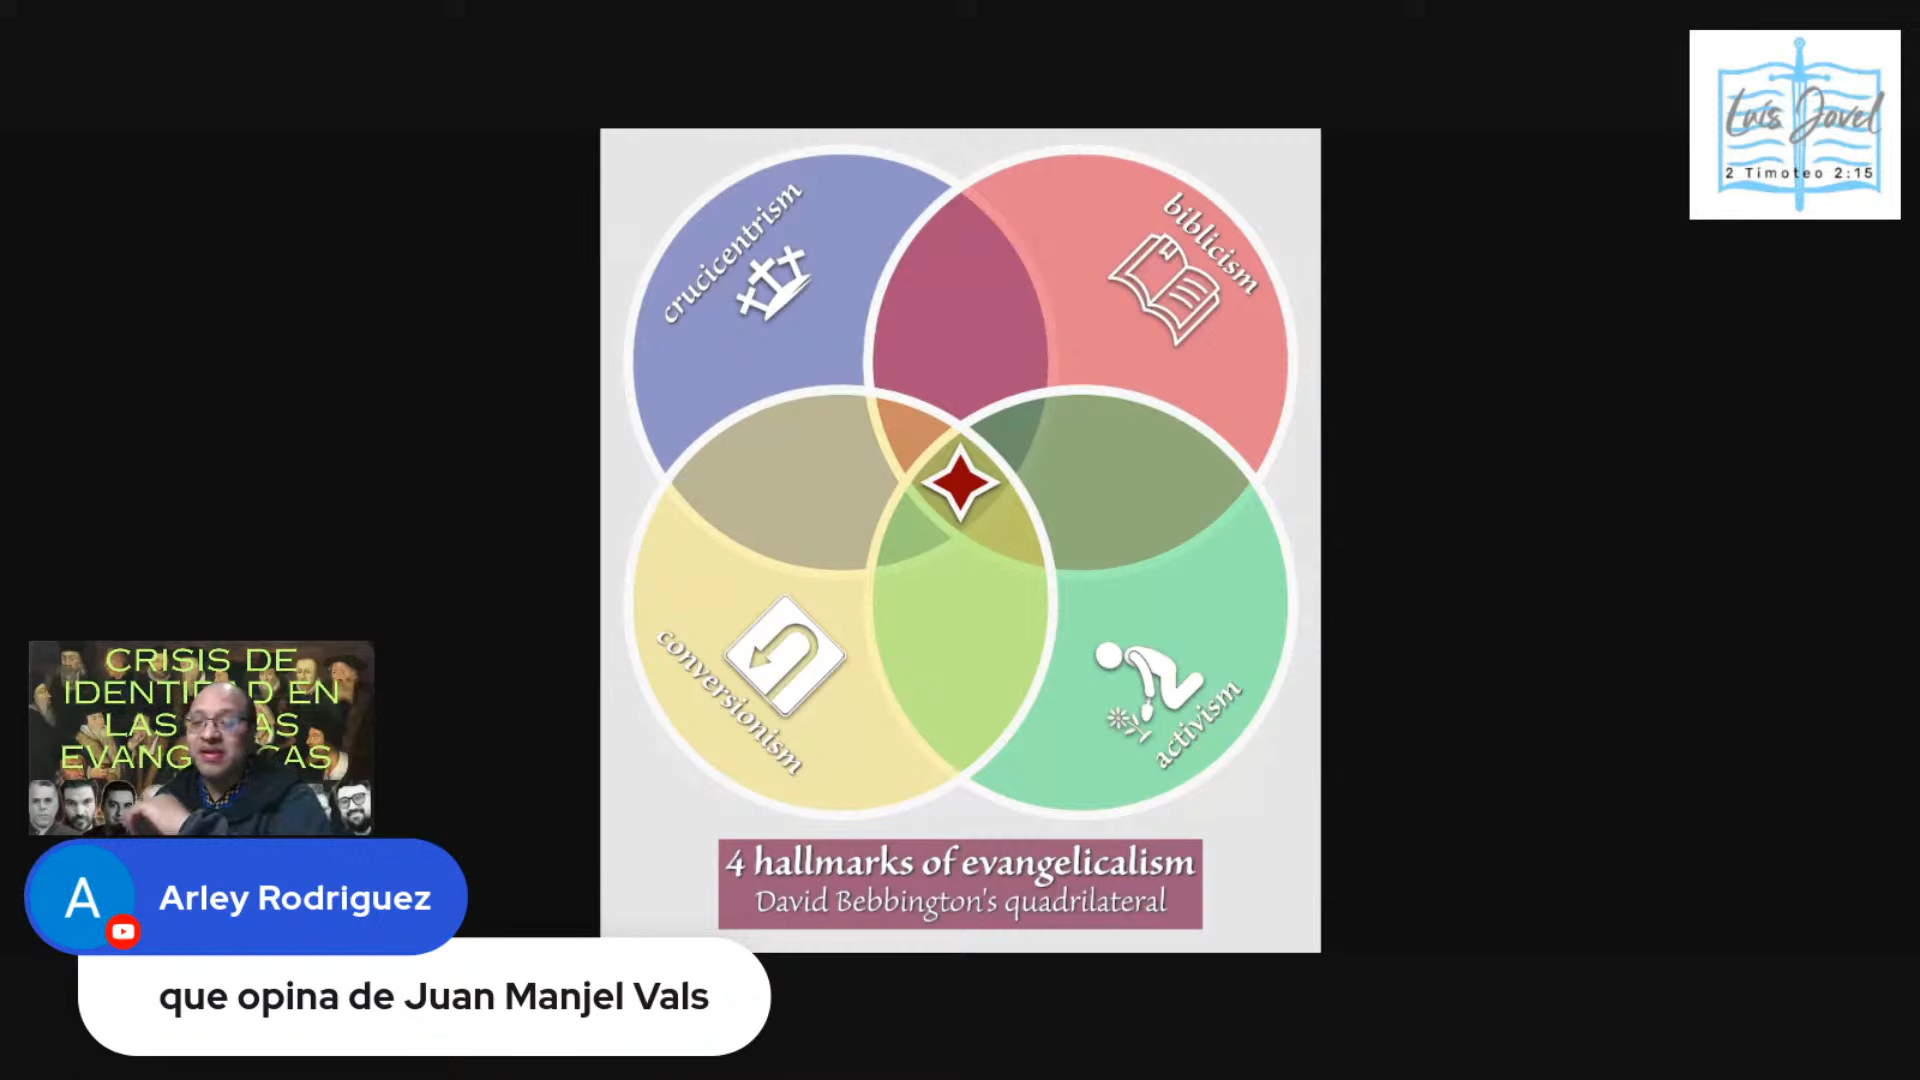 Luis Jovel
2 Timoteo 2:15
crucicentrism
biblicism
conversionism
activism
4 hallmarks of evangelicalism
David Bebbington's quadrilateral
CRISIS DE
EN
LAS
A
Arley Rodriguez
que opina de Juan Manjel Vals